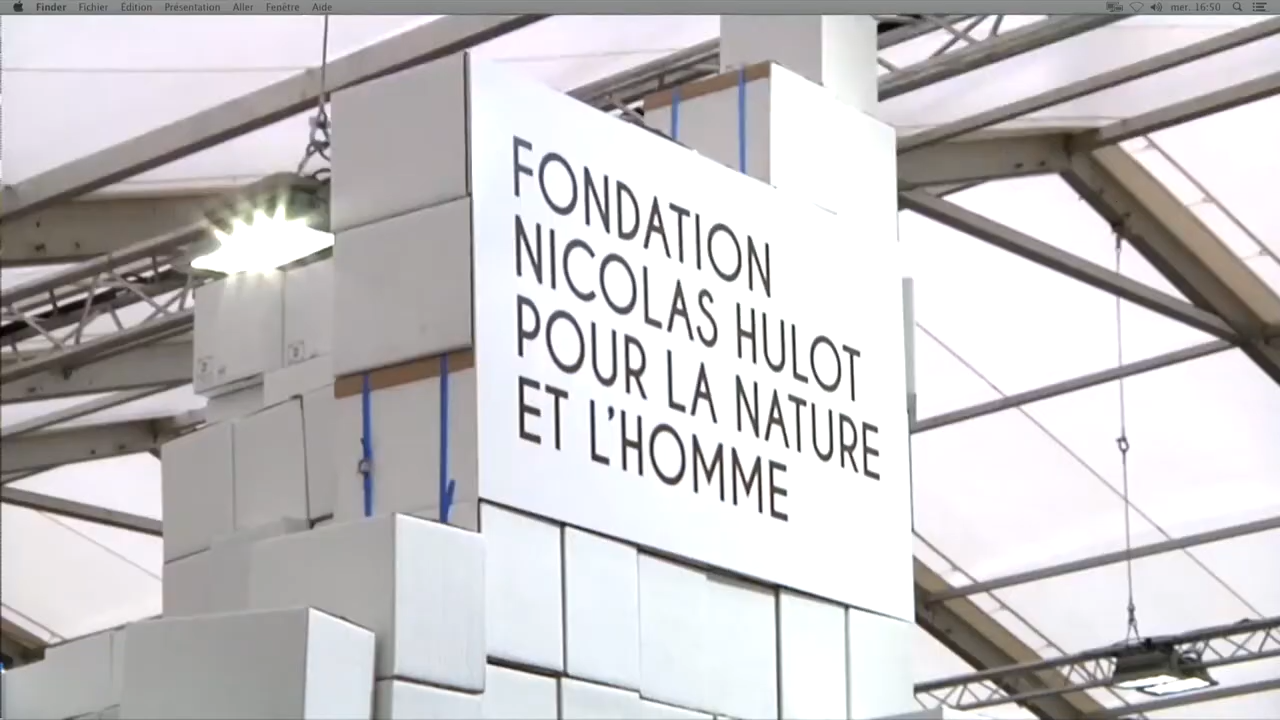 Finder Fichier Édition Présentation Aller Fenêtre Aide mer. 16:50
FONDATION
NICOLAS HULOT
POUR LA NATURE
ET L'HOMME